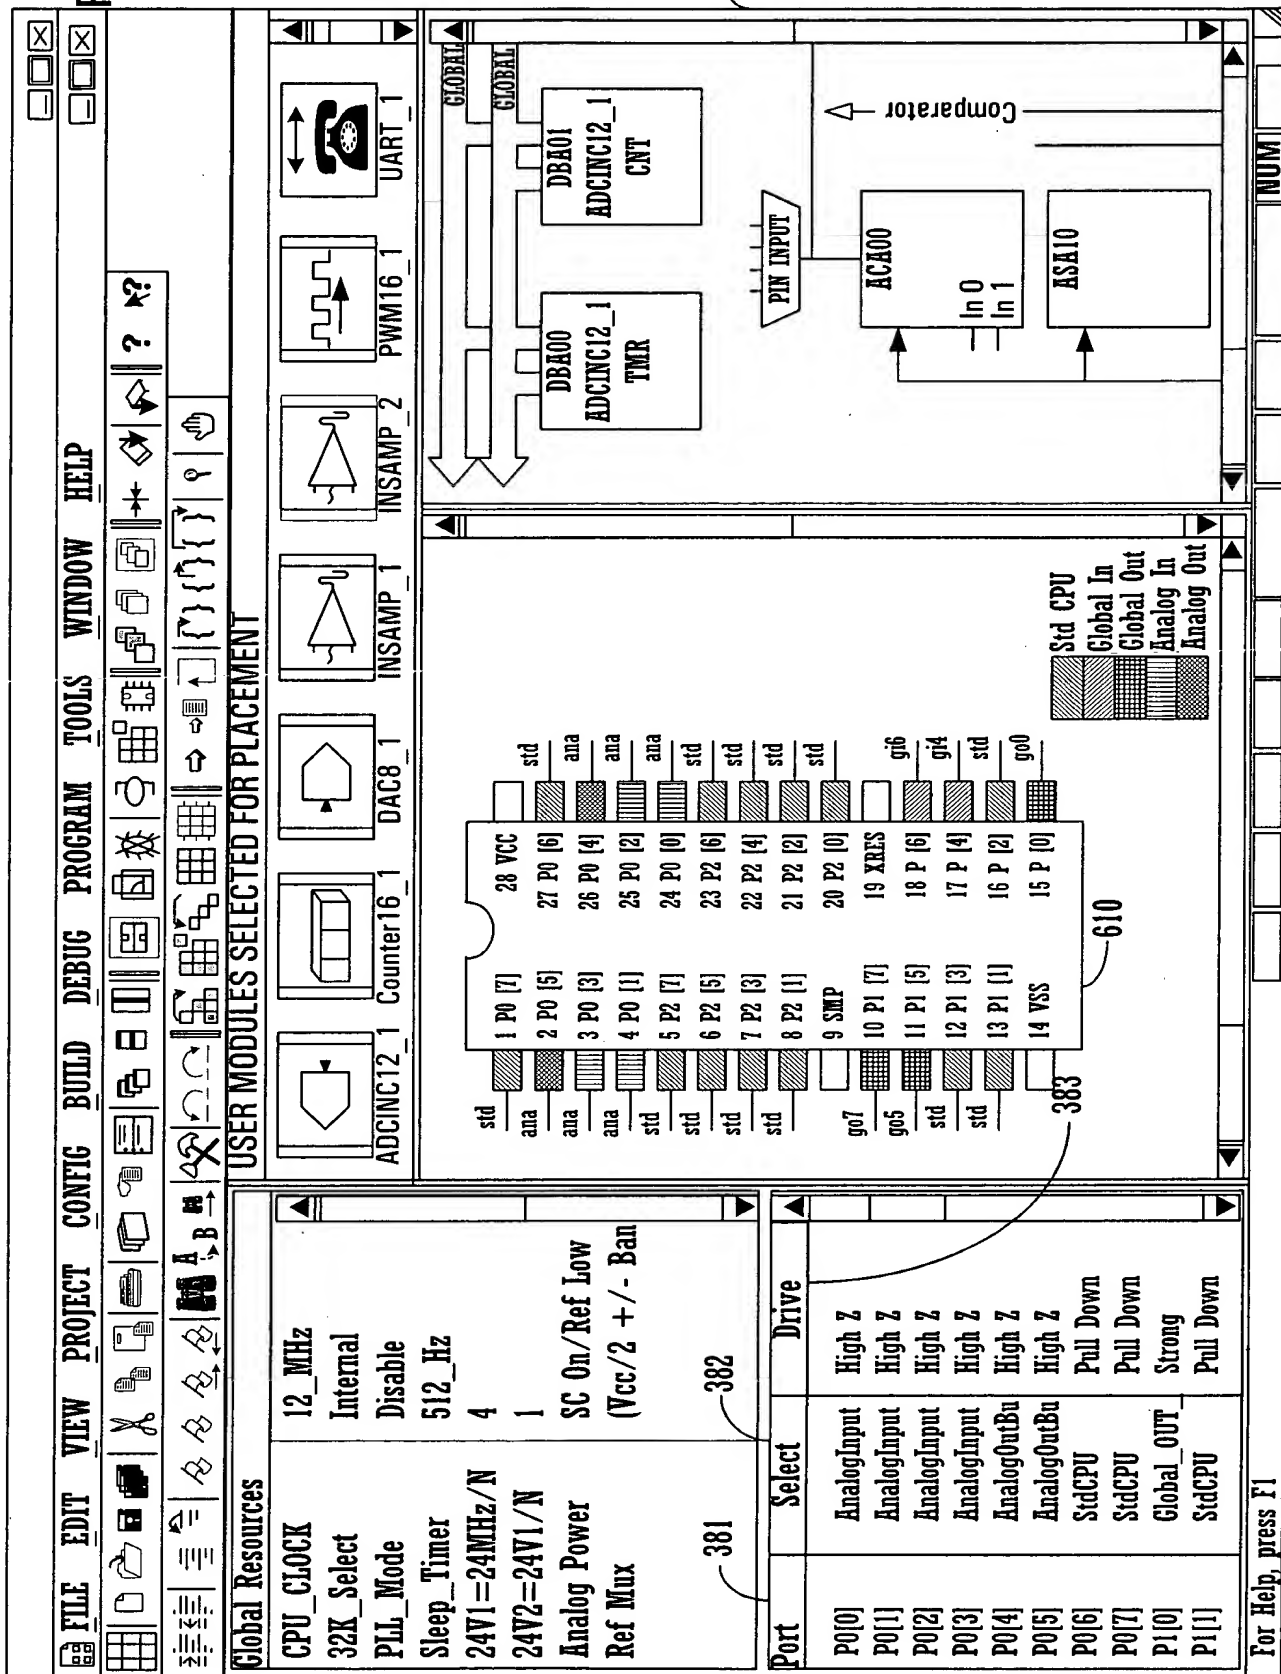 FILE EDIT VIEW PROJECT CONFIG BUILD DEBUG PROGRAM TOOLS WINDOW HELP
A
B
? ?
Global Resources
CPU_CLOCK 12_MHz
32K_Select Internal
PLL_Mode Disable
Sleep_Timer 512_Hz
24V1=24MHz/N 4
24V2=24V1/N 1
Analog Power SC On/Ref Low
Ref Mux (Vcc/2 +/- Ban
381
382
383
Port Select Drive
P0[0] AnalogInput High Z
P0[1] AnalogInput High Z
P0[2] AnalogInput High Z
P0[3] AnalogInput High Z
P0[4] AnalogOutBu High Z
P0[5] AnalogOutBu High Z
P0[6] StdCPU Pull Down
P0[7] StdCPU Pull Down
P1[0] Global_OUT_ Strong
P1[1] StdCPU Pull Down
USER MODULES SELECTED FOR PLACEMENT
ADCINC12_1 Counter16_1 DAC8_1 INSAMP_1 INSAMP_2 PWM16_1 UART_1
std 1 P0 [7] 28 VCC
ana 2 P0 [5] 27 P0 [6] std
ana 3 P0 [3] 26 P0 [4] ana
ana 4 P0 [1] 25 P0 [2] ana
std 5 P2 [7] 24 P0 [0] ana
std 6 P2 [5] 23 P2 [6] std
std 7 P2 [3] 22 P2 [4] std
std 8 P2 [1] 21 P2 [2] std
9 SMP 20 P2 [0] std
go7 10 P1 [7] 19 XRES
go5 11 P1 [5] 18 P [6] gi6
std 12 P1 [3] 17 P [4] gi4
std 13 P1 [1] 16 P [2] std
14 VSS 15 P [0] go0
610
Std CPU
Global In
Global Out
Analog In
Analog Out
GLOBAL
GLOBAL
DBA00
ADCINC12_1
TMR
DBA01
ADCINC12_1
CNT
PIN INPUT
Comparator
ACA00
In 0
In 1
ASA10
For Help, press F1
NUM